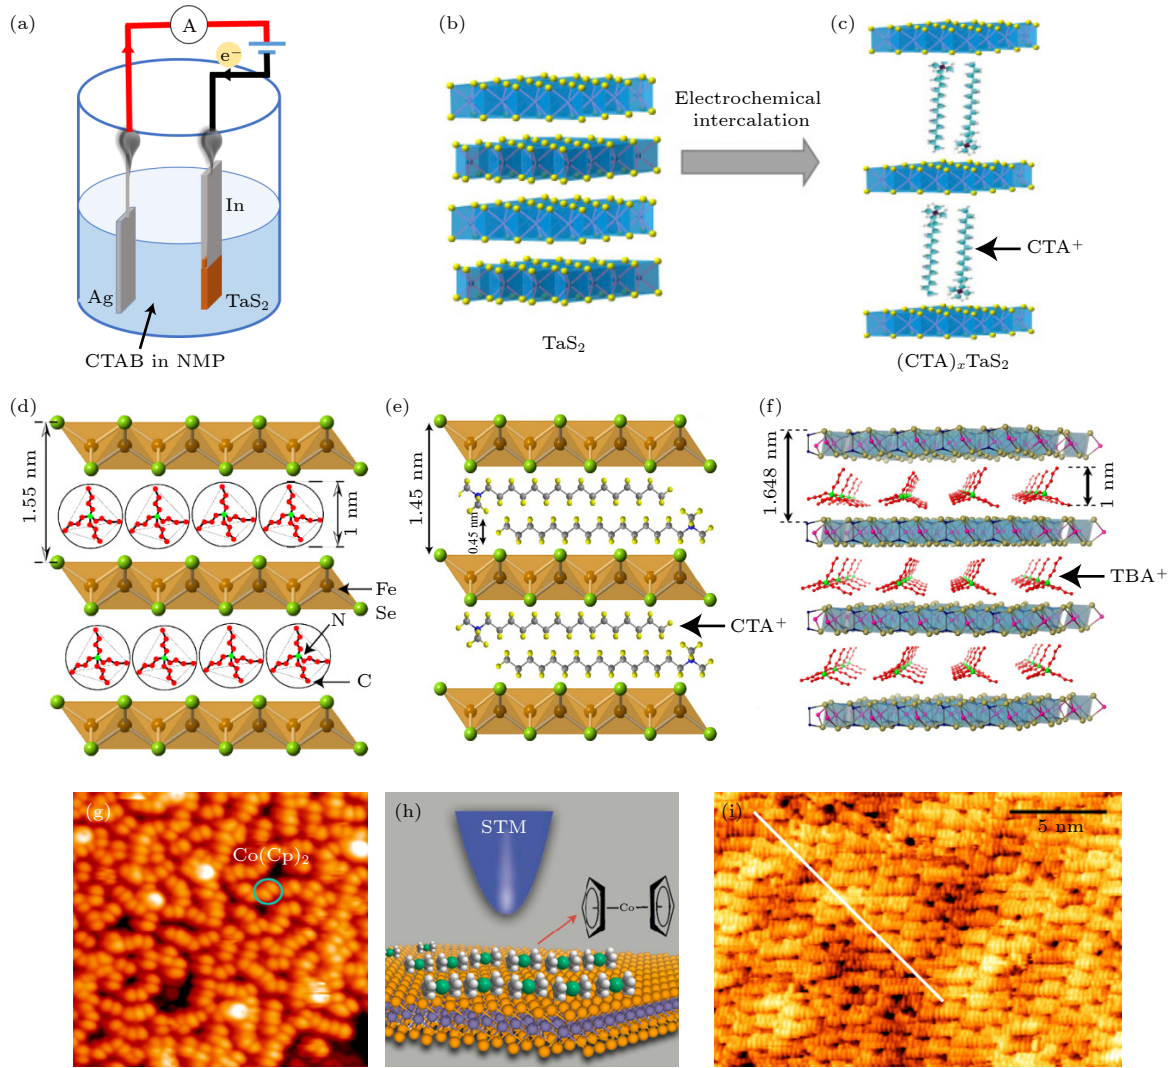 (a)
A
e⁻
In
Ag
TaS₂
CTAB in NMP
(b)
TaS₂
Electrochemical
intercalation
(c)
CTA⁺
(CTA)ₓTaS₂
(d)
1.55 nm
1 nm
Fe
Se
N
C
(e)
1.45 nm
0.45 nm
CTA⁺
(f)
1.648 nm
1 nm
TBA⁺
(g)
Co(Cp)₂
(h)
STM
Co
(i)
5 nm